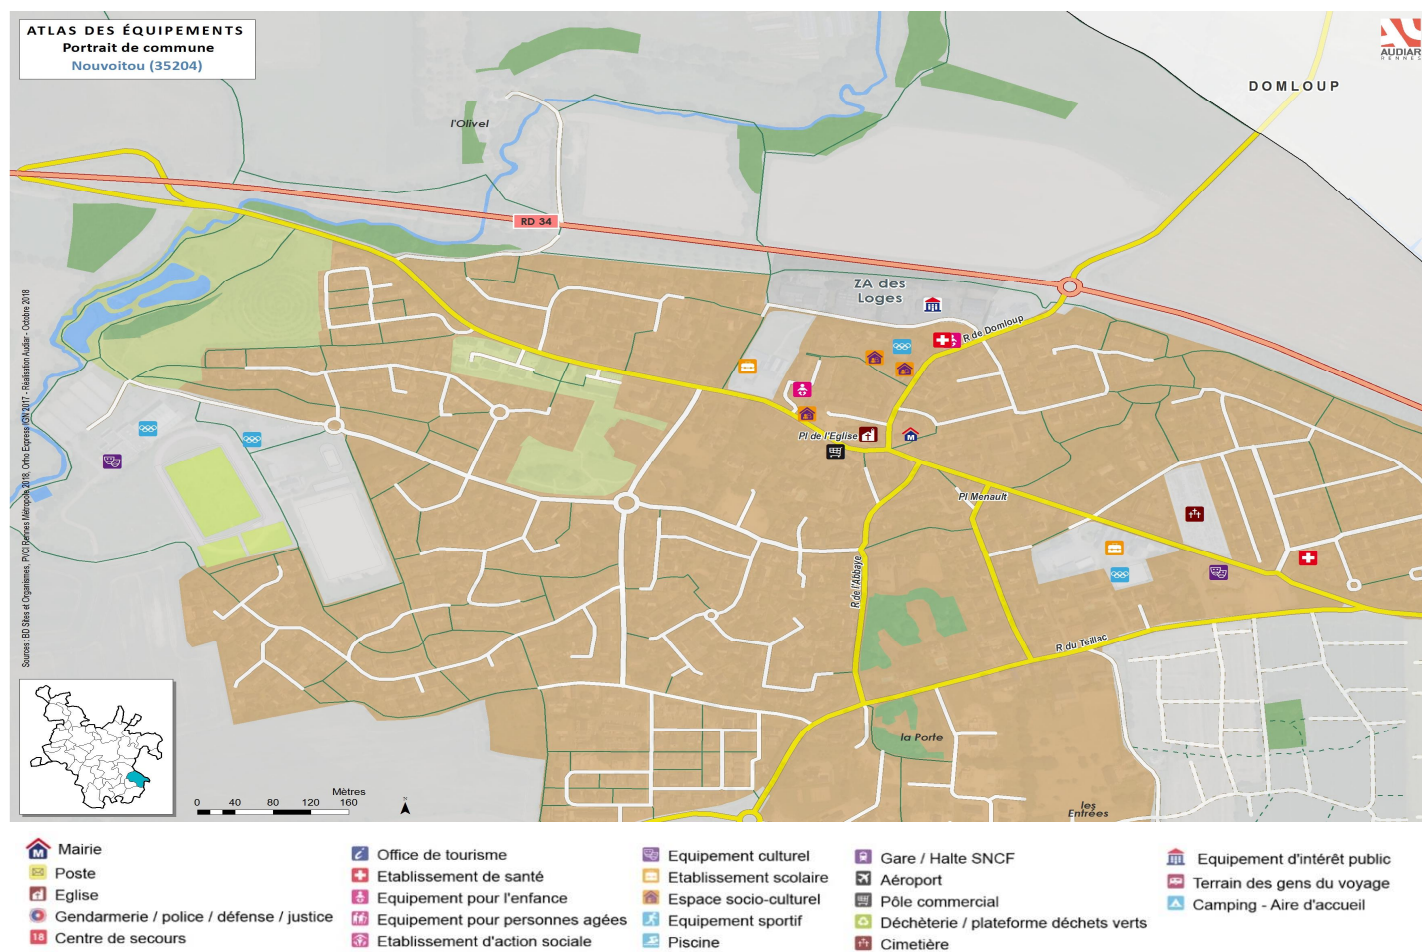 ATLAS DES ÉQUIPEMENTS
Portrait de commune
Nouvoitou (35204)
AUDIAR
RENNES
DOMLOUP
l'Olivel
RD 34
ZA des
Loges
R de Domloup
Pl de l'Eglise
M
Pl Menault
R de l'Abbaye
R du Teillac
la Porte
les
Entrées
Sources : BD Sites et Organismes, PVCI Rennes Métropole 2018, Ortho Express IGN 2017 - Réalisation Audiar - Octobre 2018
Mètres
0 40 80 120 160
N
Mairie
Poste
Eglise
Gendarmerie / police / défense / justice
18 Centre de secours
Office de tourisme
Etablissement de santé
Equipement pour l'enfance
Equipement pour personnes agées
Etablissement d'action sociale
Equipement culturel
Etablissement scolaire
Espace socio-culturel
Equipement sportif
Piscine
Gare / Halte SNCF
Aéroport
Pôle commercial
Déchèterie / plateforme déchets verts
Cimetière
Equipement d'intérêt public
Terrain des gens du voyage
Camping - Aire d'accueil